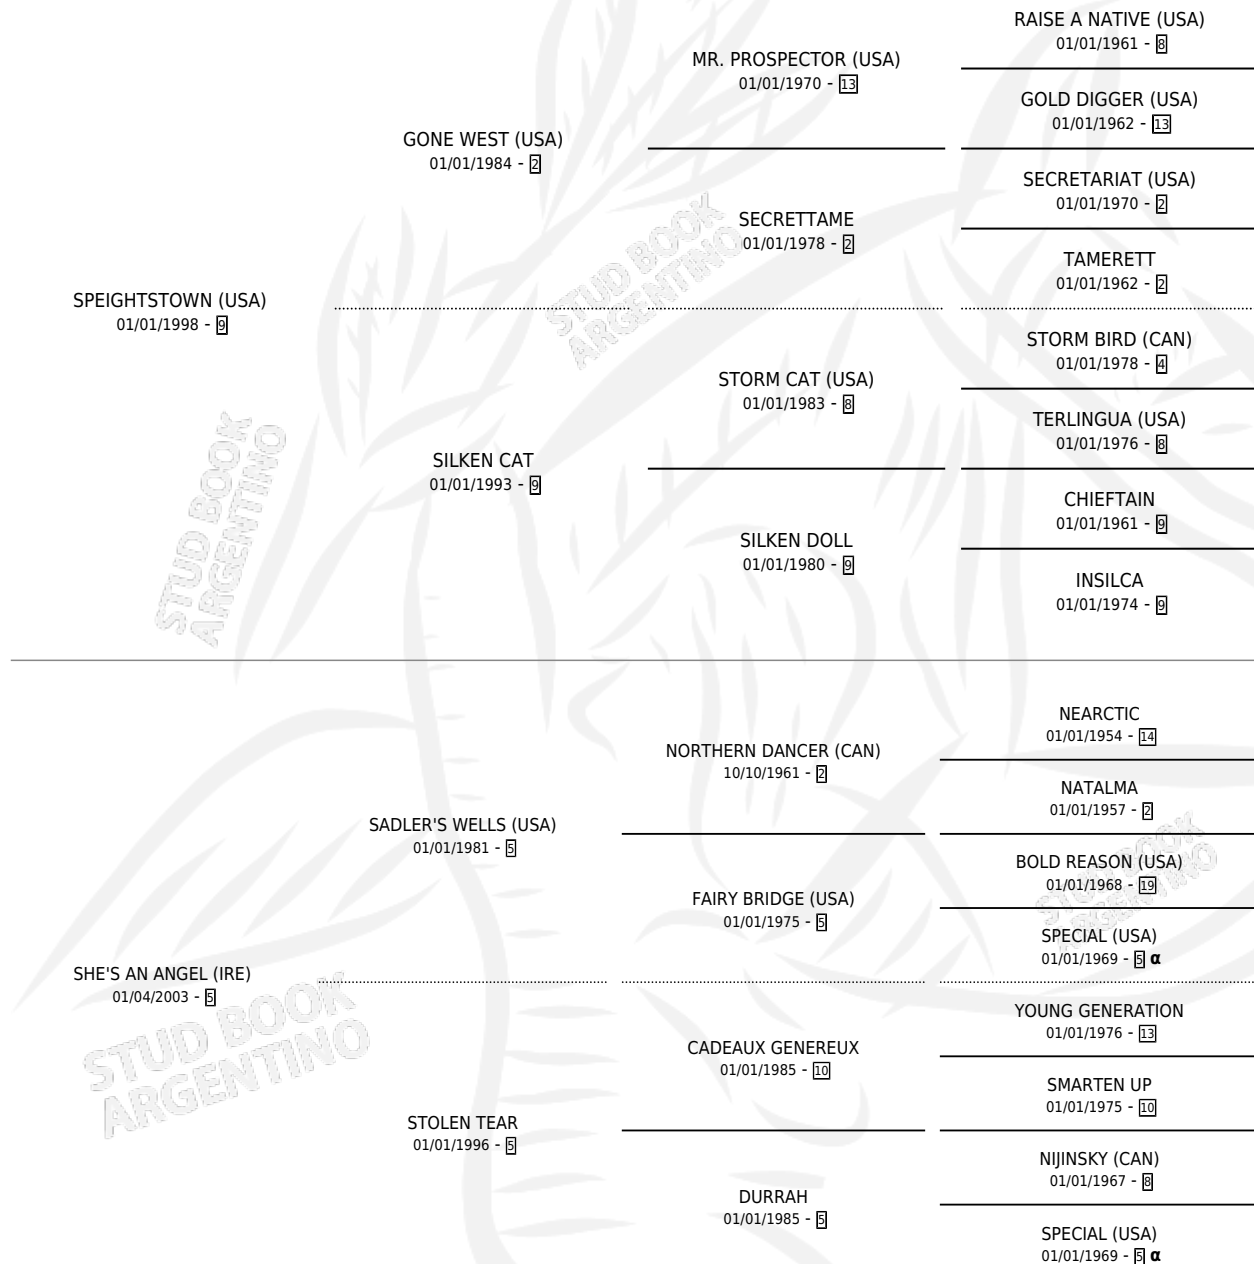 RAISE A NATIVE (USA)
01/01/1961 - 8
MR. PROSPECTOR (USA)
01/01/1970 - 13
GOLD DIGGER (USA)
01/01/1962 - 13
GONE WEST (USA)
01/01/1984 - 2
SECRETARIAT (USA)
01/01/1970 - 2
SECRETTAME
01/01/1978 - 2
TAMERETT
01/01/1962 - 2
STUD BOOK
ARGENTINO
SPEIGHTSTOWN (USA)
01/01/1998 - 9
STORM BIRD (CAN)
01/01/1978 - 4
STORM CAT (USA)
01/01/1983 - 8
TERLINGUA (USA)
01/01/1976 - 8
SILKEN CAT
01/01/1993 - 9
CHIEFTAIN
01/01/1961 - 9
SILKEN DOLL
01/01/1980 - 9
INSILCA
01/01/1974 - 9
STUD BOOK
ARGENTINO
NEARCTIC
01/01/1954 - 14
NORTHERN DANCER (CAN)
10/10/1961 - 2
NATALMA
01/01/1957 - 2
SADLER'S WELLS (USA)
01/01/1981 - 5
BOLD REASON (USA)
01/01/1968 - 19
FAIRY BRIDGE (USA)
01/01/1975 - 5
SPECIAL (USA)
01/01/1969 - 5 α
STUD BOOK
ARGENTINO
SHE'S AN ANGEL (IRE)
01/04/2003 - 5
YOUNG GENERATION
01/01/1976 - 13
CADEAUX GENEREUX
01/01/1985 - 10
SMARTEN UP
01/01/1975 - 10
STOLEN TEAR
01/01/1996 - 5
NIJINSKY (CAN)
01/01/1967 - 8
DURRAH
01/01/1985 - 5
SPECIAL (USA)
01/01/1969 - 5 α
STUD BOOK
ARGENTINO